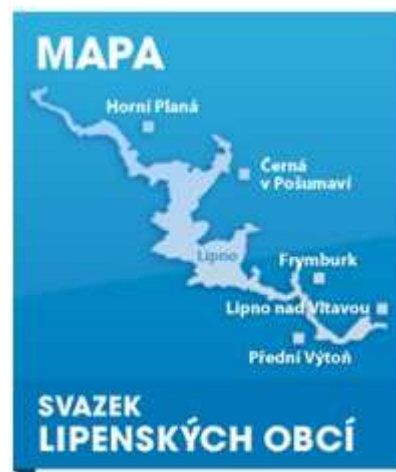 MAPA
Horní Planá
Černá
v Pošumaví
Lipno
Frymburk
Lipno nad Vltavou
Přední Výtoň
SVAZEK
LIPENSKÝCH OBCÍ